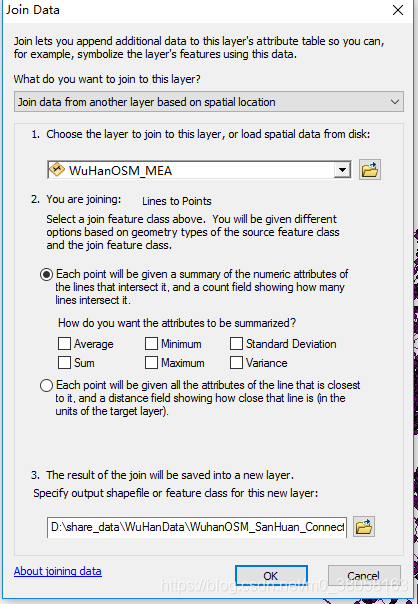 Join Data
Join lets you append additional data to this layer's attribute table so you can,
for example, symbolize the layer's features using this data.
What do you want to join to this layer?
Join data from another layer based on spatial location
1. Choose the layer to join to this layer, or load spatial data from disk:
WuHanOSM_MEA
2. You are joining: Lines to Points
Select a join feature class above. You will be given different
options based on geometry types of the source feature class
and the join feature class.
Each point will be given a summary of the numeric attributes of
the lines that intersect it, and a count field showing how many
lines intersect it.
How do you want the attributes to be summarized?
Average Minimum Standard Deviation
Sum Maximum Variance
Each point will be given all the attributes of the line that is closest
to it, and a distance field showing how close that line is (in the
units of the target layer).
3. The result of the join will be saved into a new layer.
Specify output shapefile or feature class for this new layer:
D:\share_data\WuHanData\WuhanOSM_SanHuan_Connect
About joining data
OK Cancel